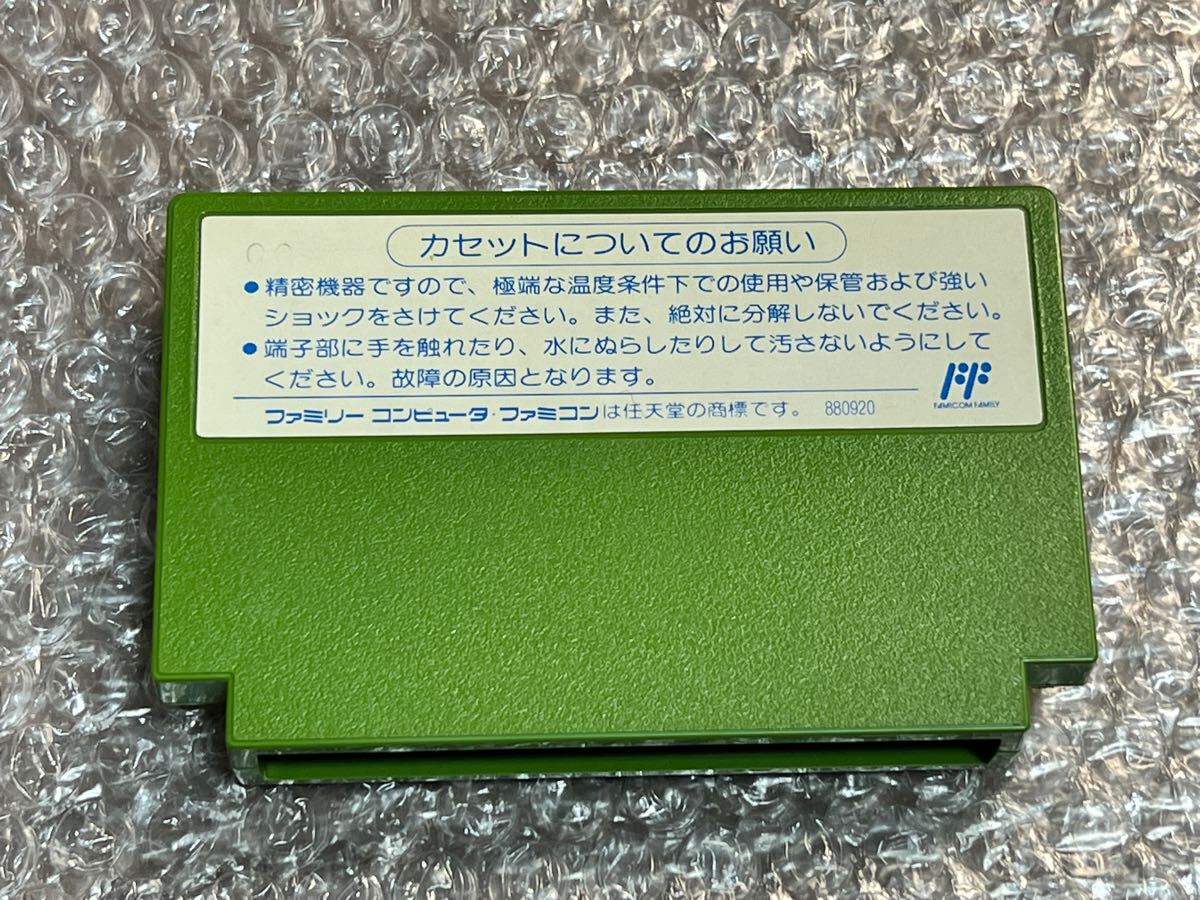 カセットについてのお願い
●精密機器ですので、極端な温度条件下での使用や保管および強い
ショックをさけてください。また、絶対に分解しないでください。
●端子部に手を触れたり、水にぬらしたりして汚さないようにして
ください。故障の原因となります。
ファミリー コンピュータ・ファミコンは任天堂の商標です。 880920
FAMICOM FAMILY